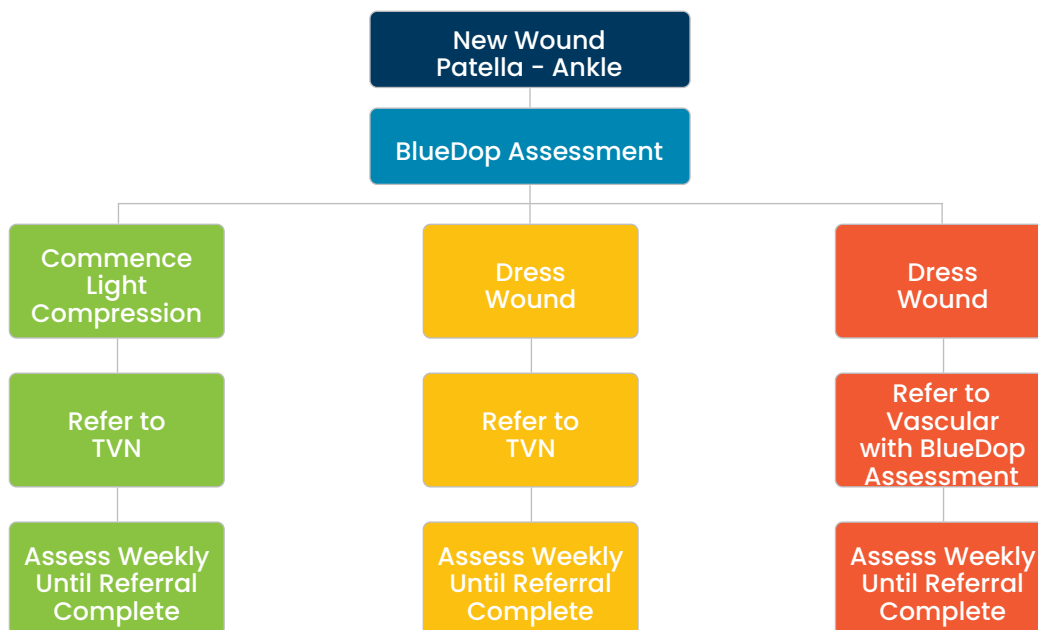 New Wound
Patella - Ankle
BlueDop Assessment
Commence
Light
Compression
Dress
Wound
Dress
Wound
Refer to
TVN
Refer to
TVN
Refer to
Vascular
with BlueDop
Assessment
Assess Weekly
Until Referral
Complete
Assess Weekly
Until Referral
Complete
Assess Weekly
Until Referral
Complete